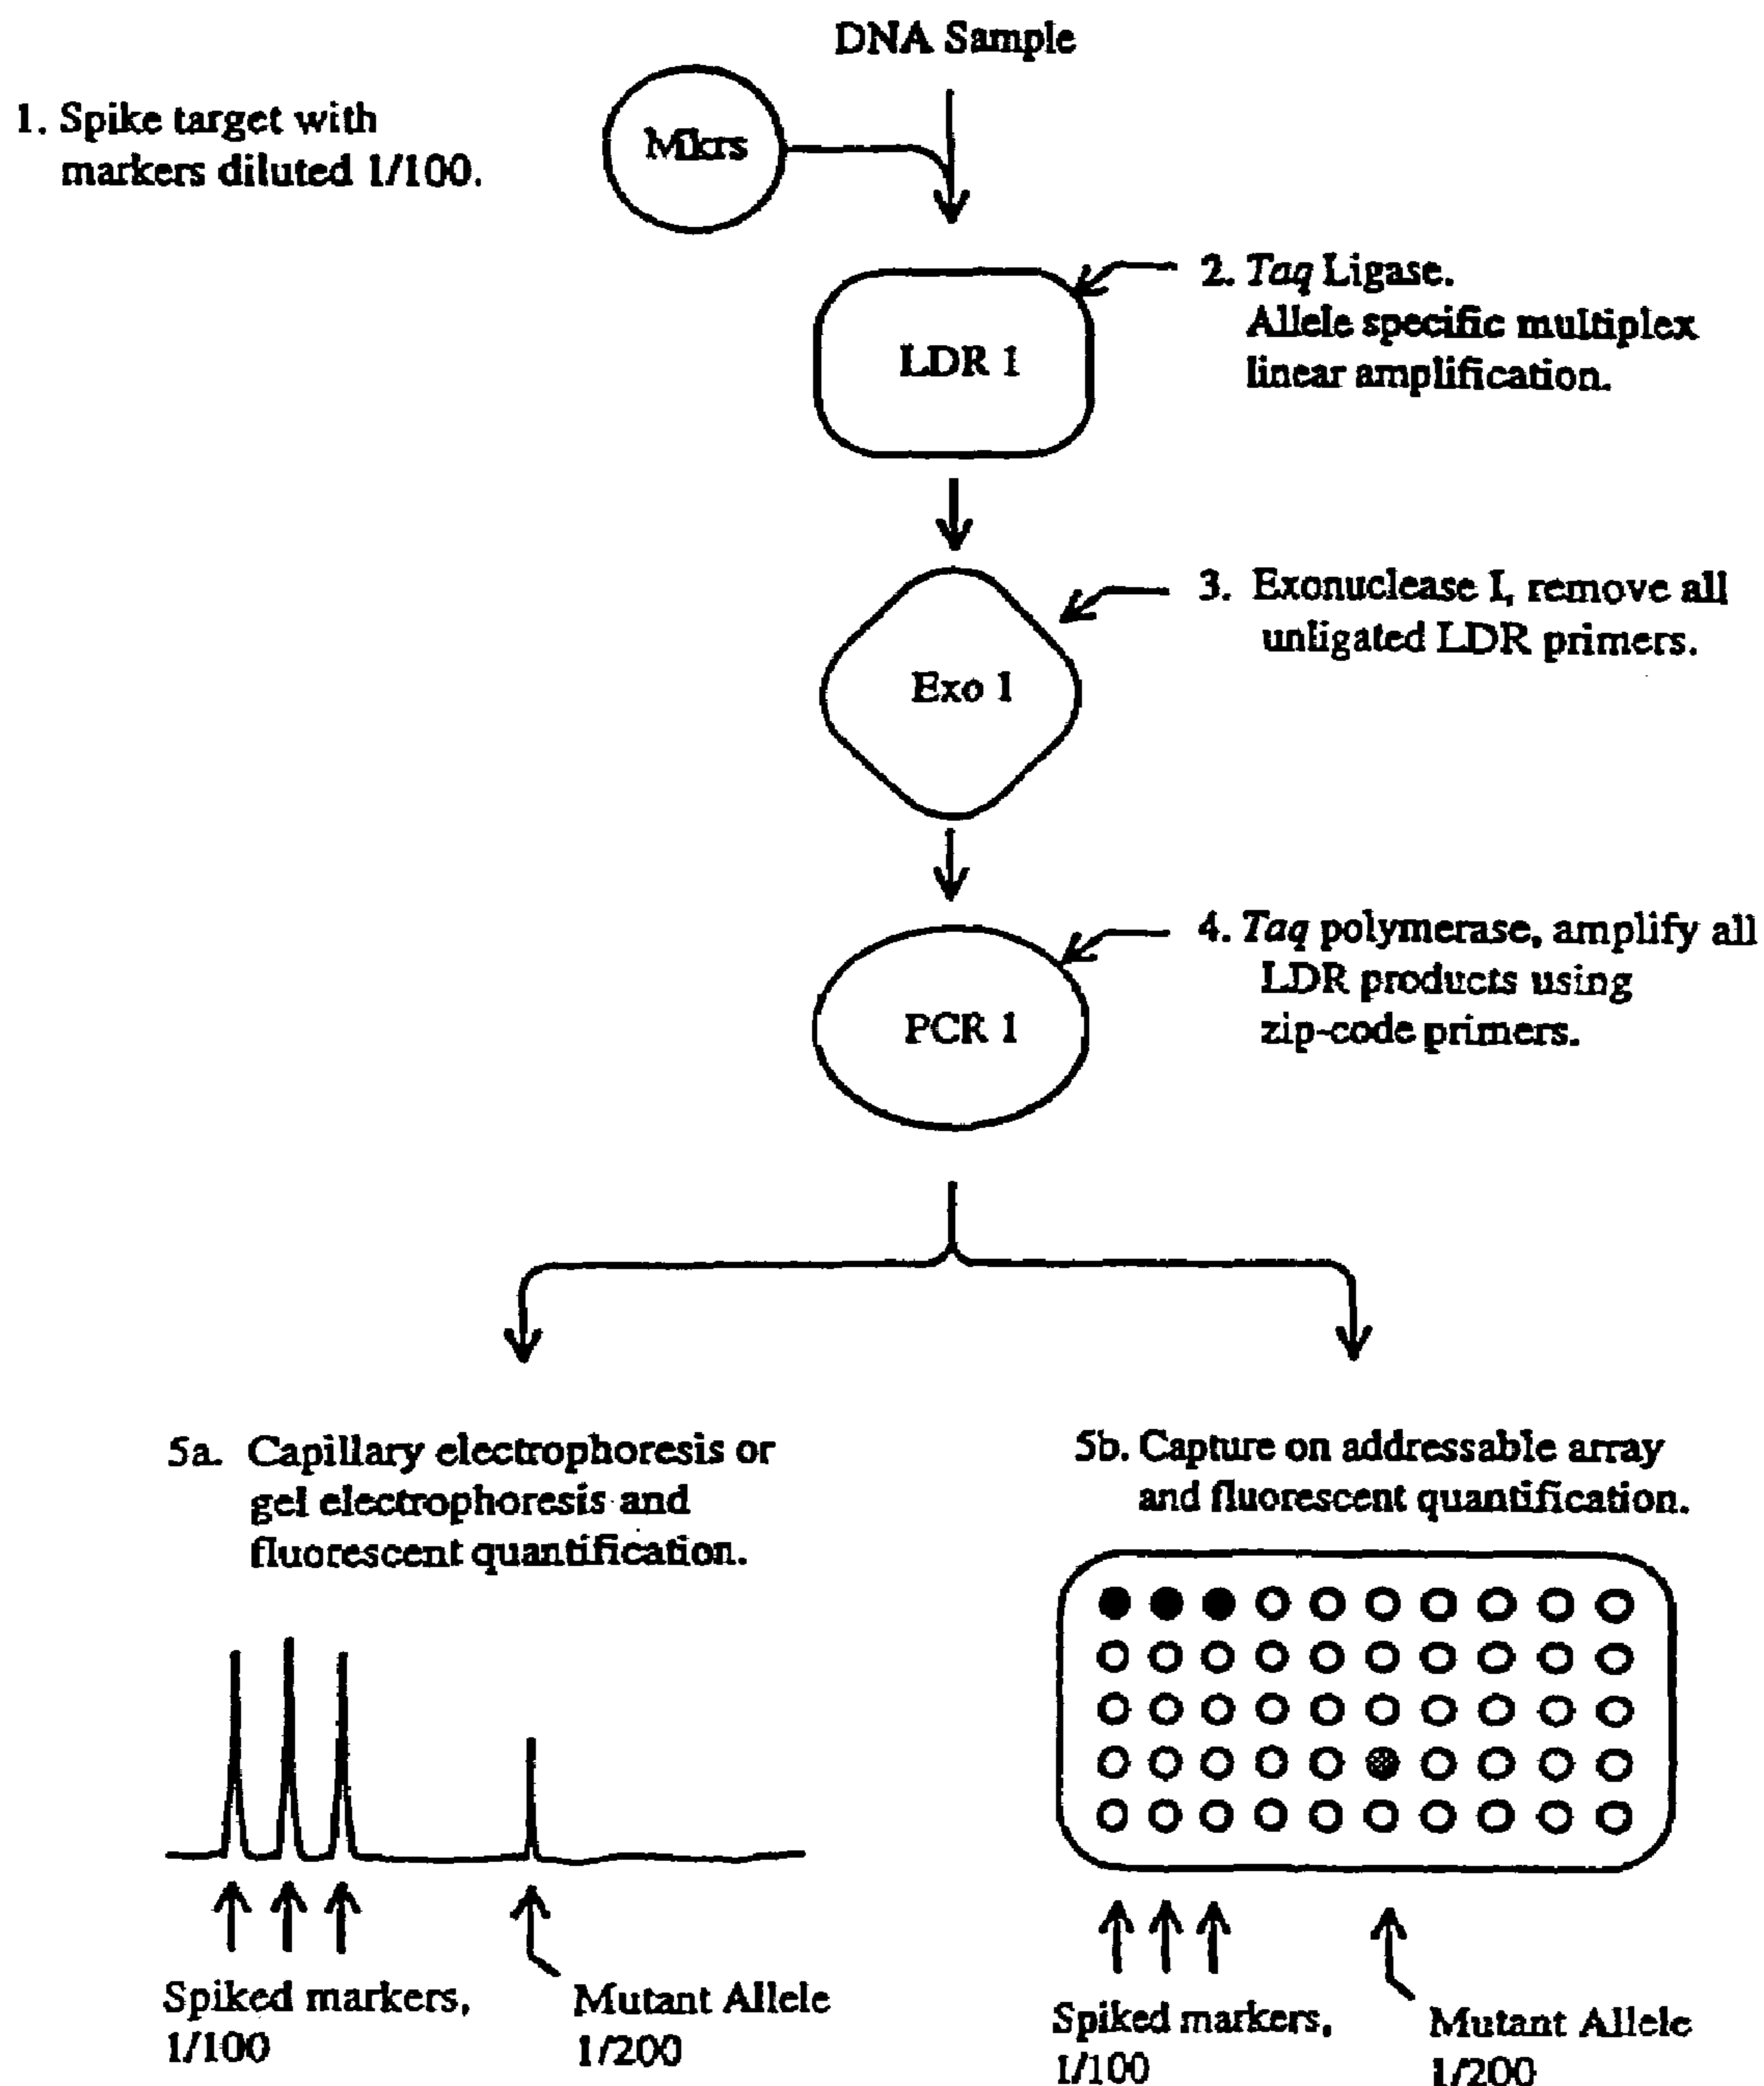 DNA Sample
1. Spike target with
markers diluted 1/100.
Mkrs
2. Taq Ligase.
Allele specific multiplex
linear amplification.
LDR 1
3. Exonuclease I, remove all
unligated LDR primers.
Exo 1
4. Taq polymerase, amplify all
LDR products using
zip-code primers.
PCR 1
5a. Capillary electrophoresis or
gel electrophoresis and
fluorescent quantification.
5b. Capture on addressable array
and fluorescent quantification.
Spiked markers,
1/100
Mutant Allele
1/200
Spiked markers,
1/100
Mutant Allele
1/200